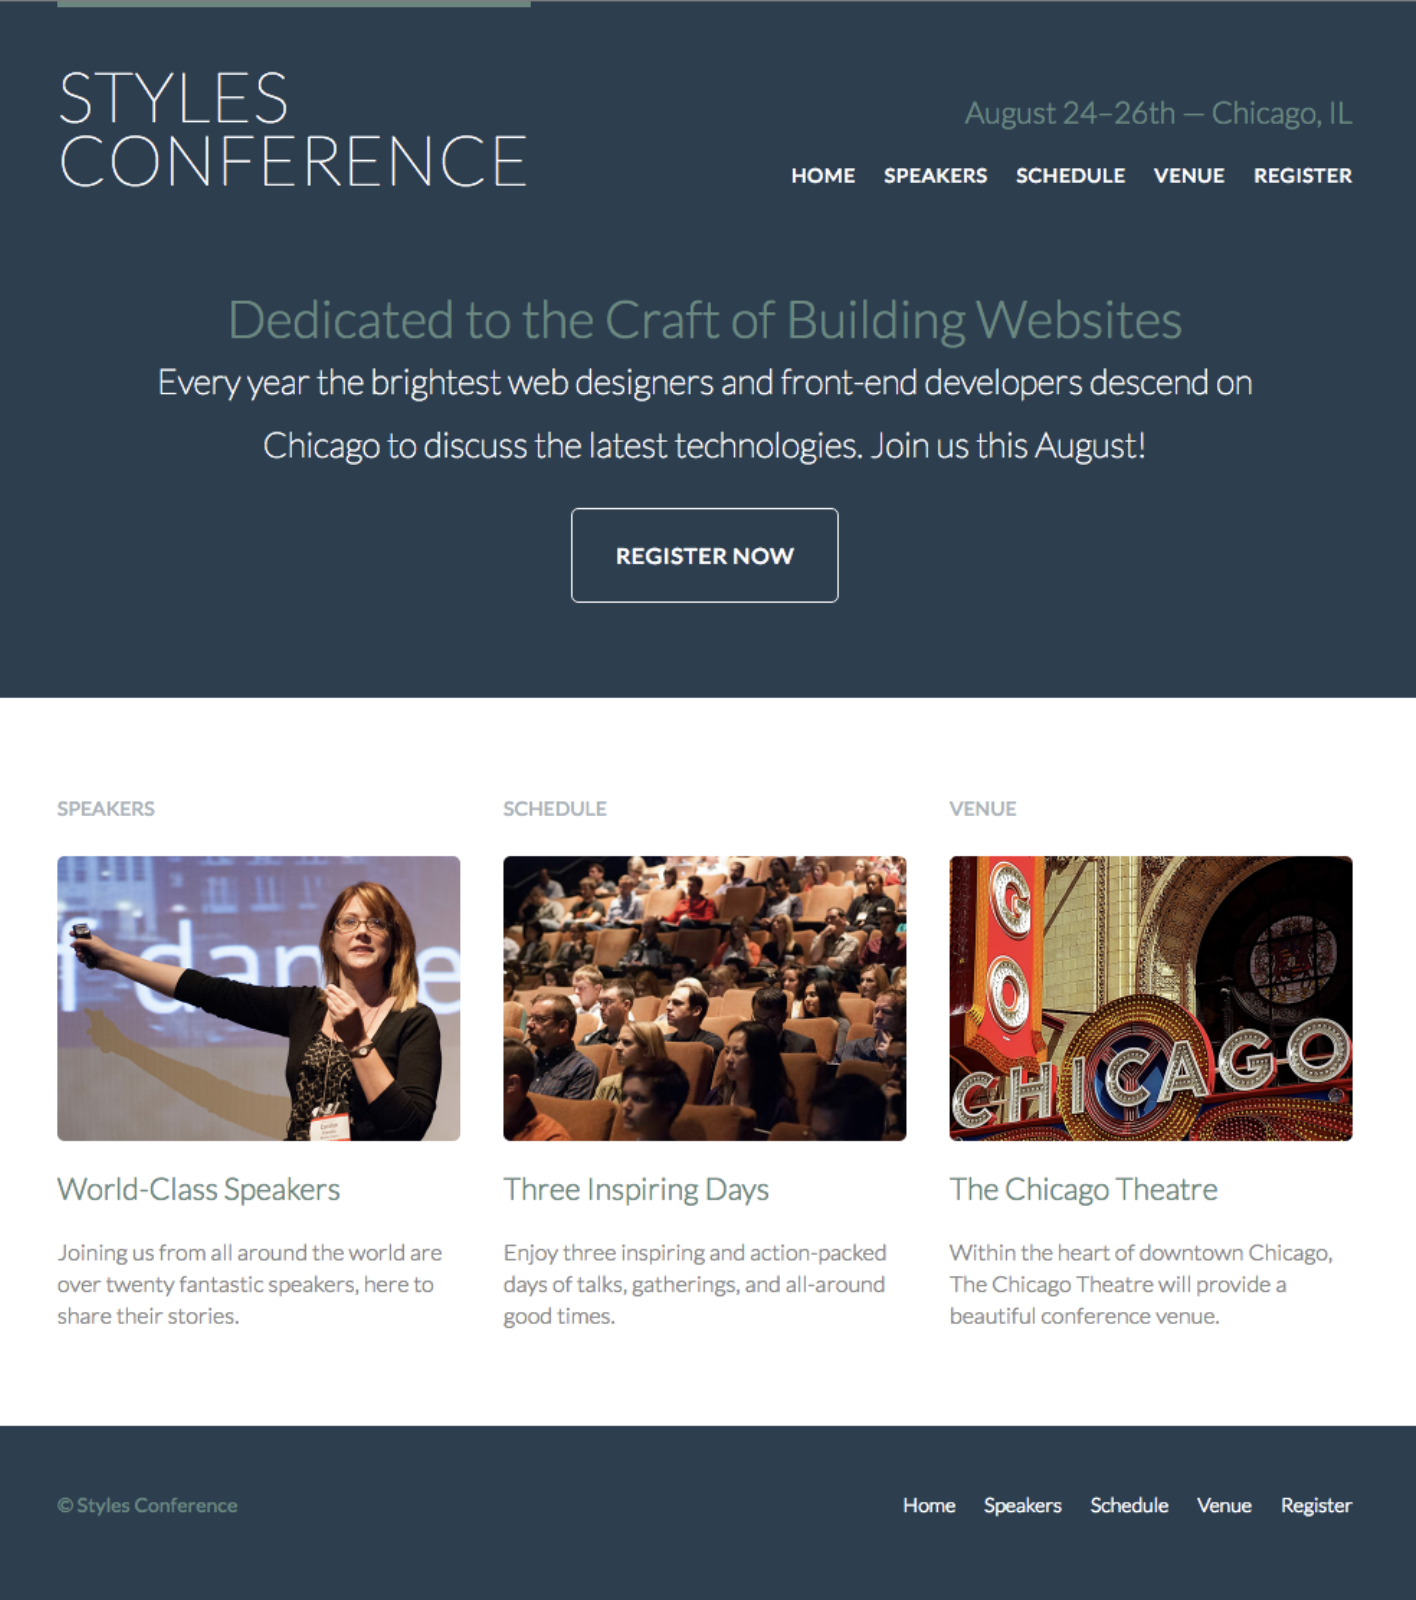 STYLES
CONFERENCE
August 24–26th — Chicago, IL
HOME SPEAKERS SCHEDULE VENUE REGISTER
Dedicated to the Craft of Building Websites
Every year the brightest web designers and front-end developers descend on
Chicago to discuss the latest technologies. Join us this August!
REGISTER NOW
SPEAKERS
f dance
World-Class Speakers
Joining us from all around the world are
over twenty fantastic speakers, here to
share their stories.
SCHEDULE
Three Inspiring Days
Enjoy three inspiring and action-packed
days of talks, gatherings, and all-around
good times.
VENUE
GO
CHICAGO
The Chicago Theatre
Within the heart of downtown Chicago,
The Chicago Theatre will provide a
beautiful conference venue.
© Styles Conference
Home Speakers Schedule Venue Register